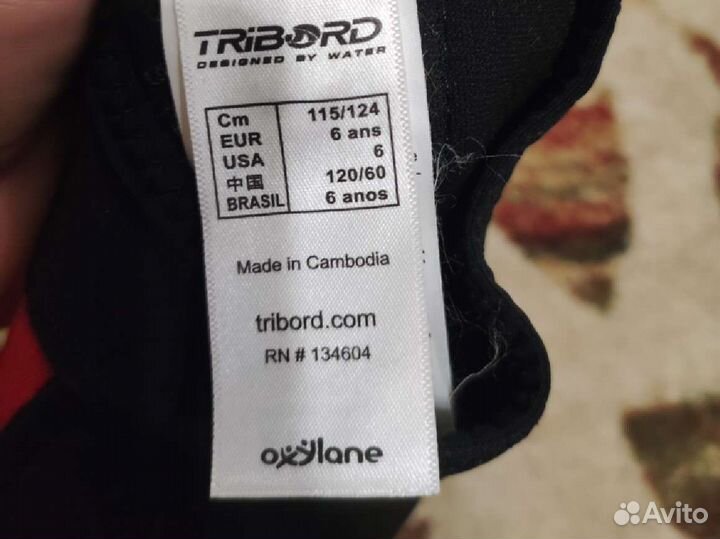 TRIBORD
DESIGNED BY WATER
Cm 115/124
EUR 6 ans
USA 6
中国 120/60
BRASIL 6 anos
Made in Cambodia
tribord.com
RN # 134604
oxylane
Avito